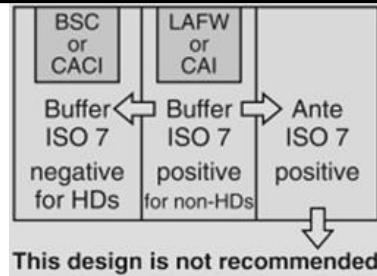 BSC
or
CACI
LAFW
or
CAI
Buffer
ISO 7
negative
for HDs
Buffer
ISO 7
positive
for non-HDs
Ante
ISO 7
positive
This design is not recommended